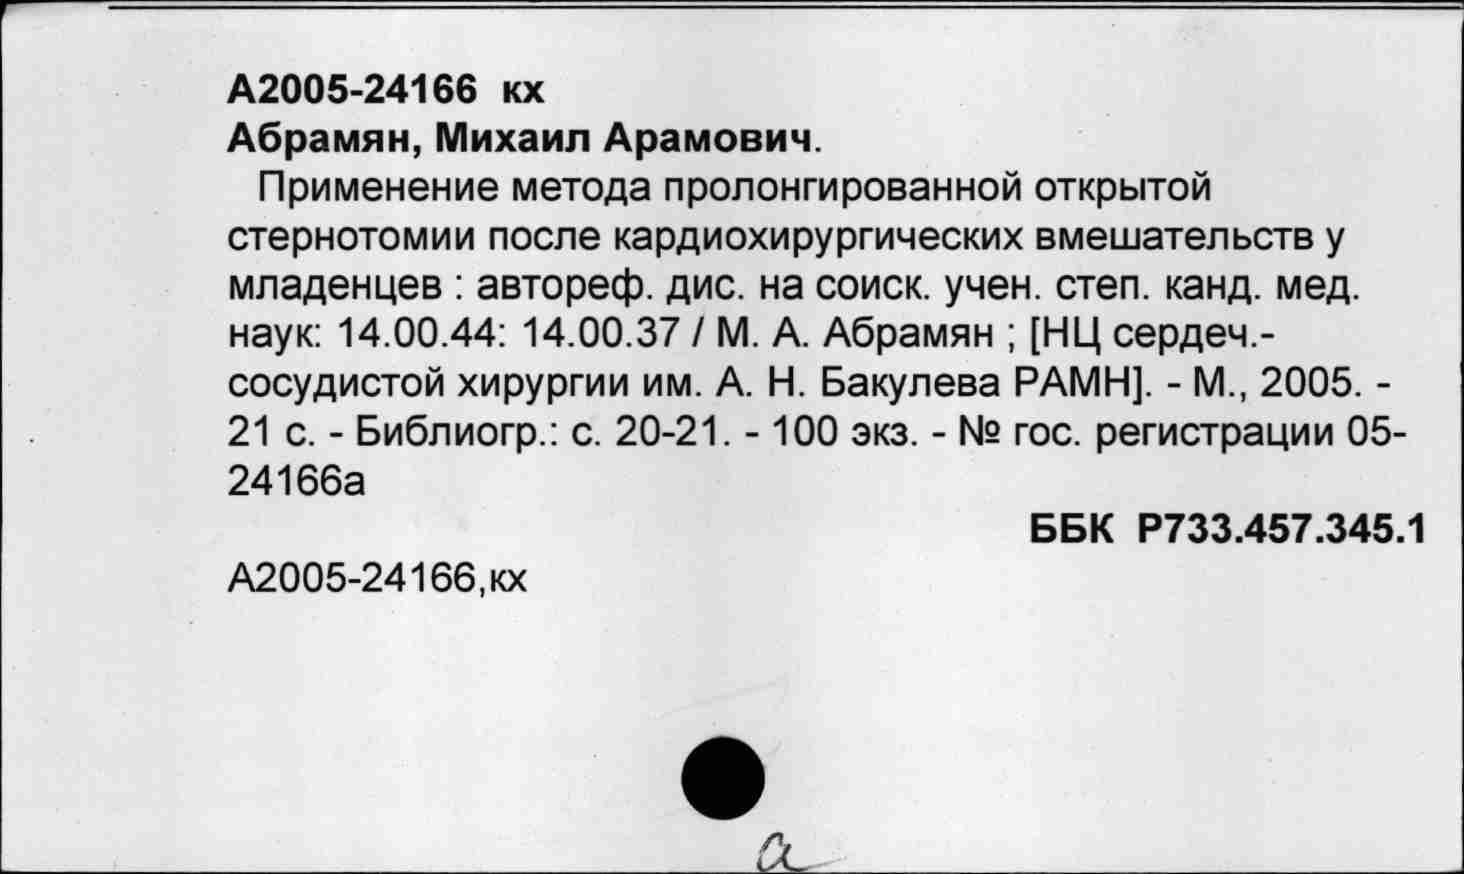 А2005-24166 кх
Абрамян, Михаил Арамович.
Применение метода пролонгированной открытой
стернотомии после кардиохирургических вмешательств у
младенцев : автореф. дис. на соиск. учен. степ. канд. мед.
наук: 14.00.44: 14.00.37 / М. А. Абрамян ; [НЦ сердеч.-
сосудистой хирургии им. А. Н. Бакулева РАМН]. - М., 2005. -
21 с. - Библиогр.: с. 20-21. - 100 экз. - № гос. регистрации 05-
24166а
ББК Р733.457.345.1
А2005-24166,кх
а